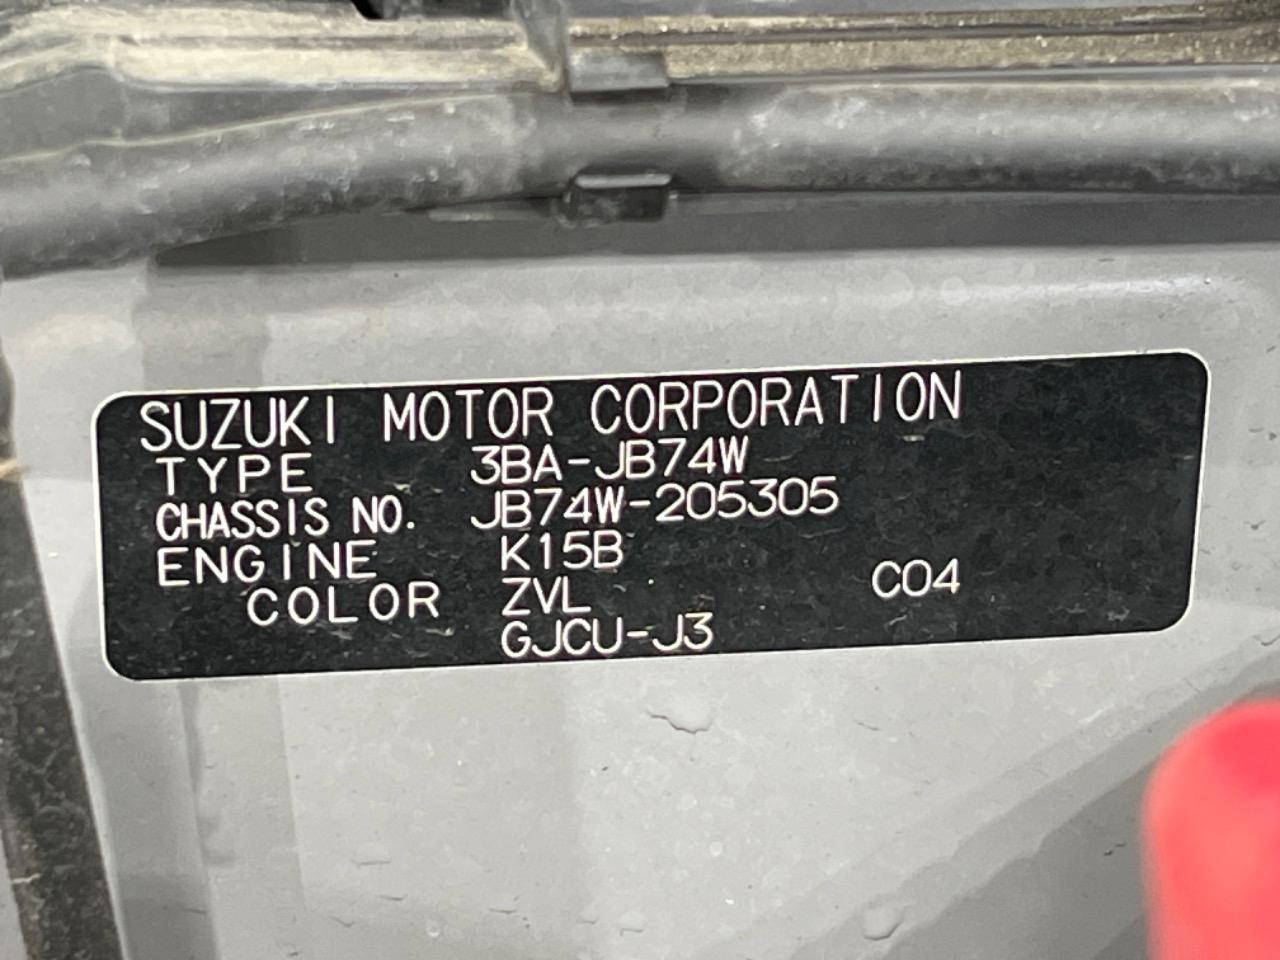 SUZUKI MOTOR CORPORATION
TYPE 3BA-JB74W
CHASSIS NO. JB74W-205305
ENGINE K15B
COLOR ZVL C04
GJCU-J3